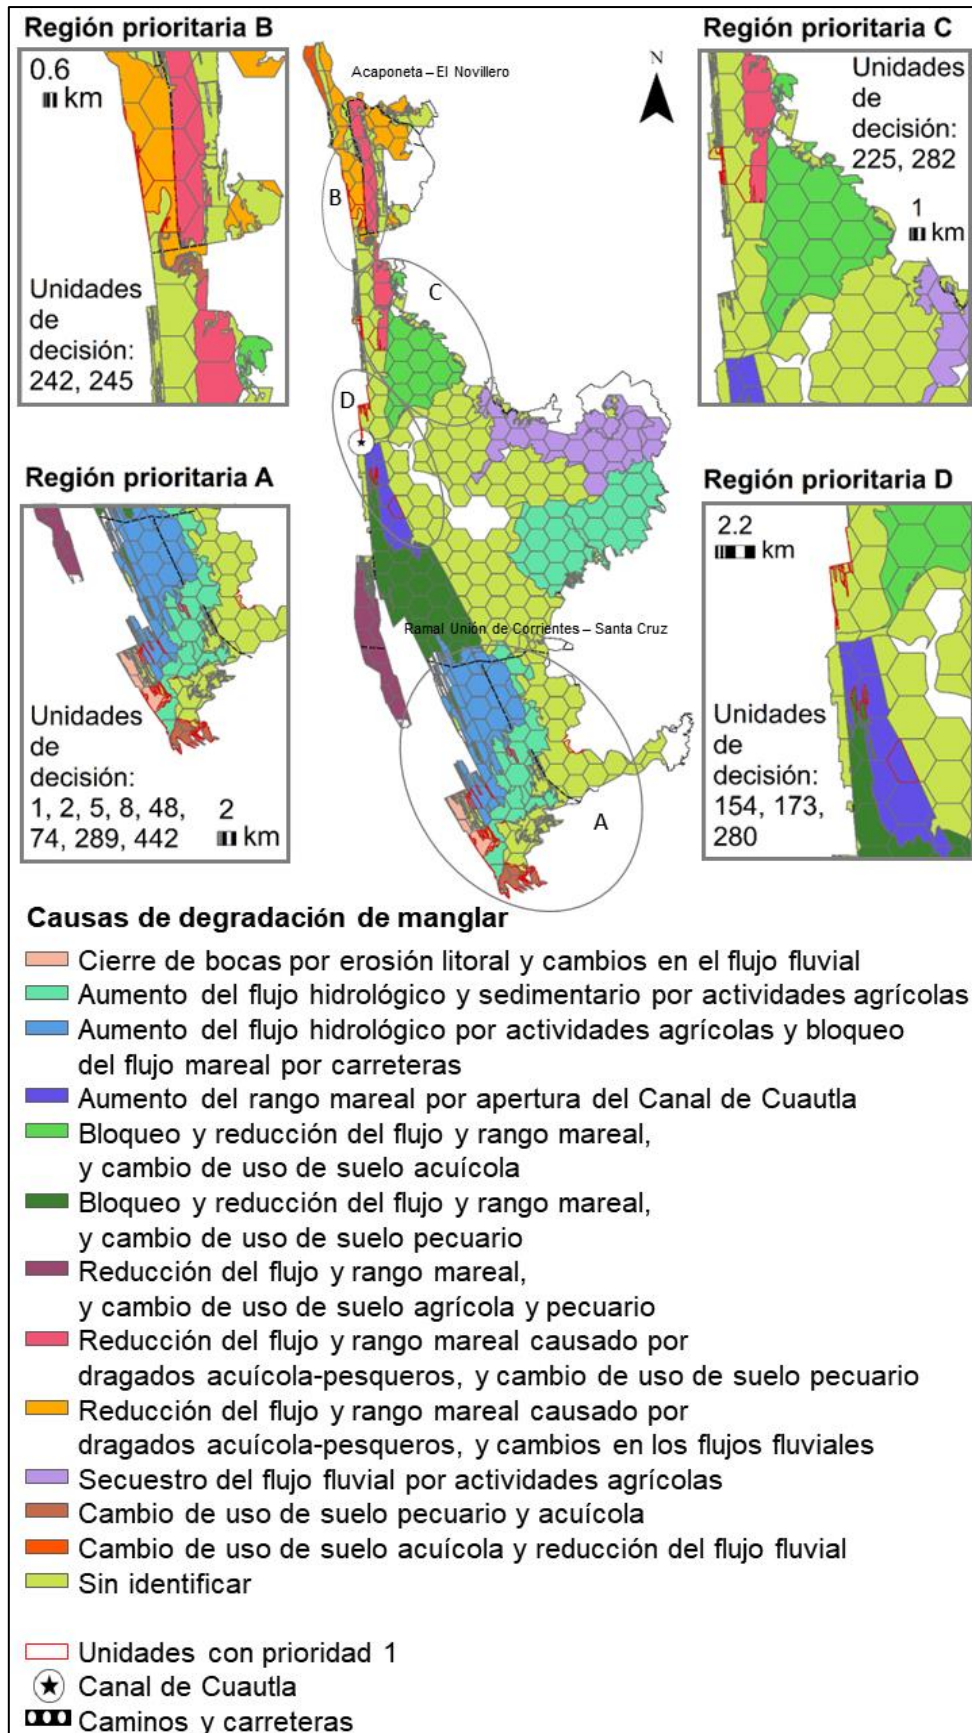 Región prioritaria B
0.6
km
Unidades
de
decisión:
242, 245
Acaponeta – El Novillero
N
Región prioritaria C
Unidades
de
decisión:
225, 282
1
km
B
C
D
Región prioritaria A
Unidades
de
decisión:
1, 2, 5, 8, 48,
74, 289, 442
2
km
Ramal Unión de Corrientes – Santa Cruz
A
Región prioritaria D
2.2
km
Unidades
de
decisión:
154, 173,
280
Causas de degradación de manglar
Cierre de bocas por erosión litoral y cambios en el flujo fluvial
Aumento del flujo hidrológico y sedimentario por actividades agrícolas
Aumento del flujo hidrológico por actividades agrícolas y bloqueo
del flujo mareal por carreteras
Aumento del rango mareal por apertura del Canal de Cuautla
Bloqueo y reducción del flujo y rango mareal,
y cambio de uso de suelo acuícola
Bloqueo y reducción del flujo y rango mareal,
y cambio de uso de suelo pecuario
Reducción del flujo y rango mareal,
y cambio de uso de suelo agrícola y pecuario
Reducción del flujo y rango mareal causado por
dragados acuícola-pesqueros, y cambio de uso de suelo pecuario
Reducción del flujo y rango mareal causado por
dragados acuícola-pesqueros, y cambios en los flujos fluviales
Secuestro del flujo fluvial por actividades agrícolas
Cambio de uso de suelo pecuario y acuícola
Cambio de uso de suelo acuícola y reducción del flujo fluvial
Sin identificar
Unidades con prioridad 1
Canal de Cuautla
Caminos y carreteras